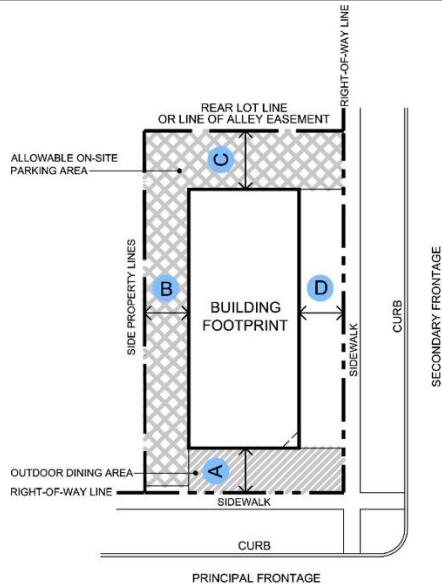 RIGHT-OF-WAY LINE
REAR LOT LINE
OR LINE OF ALLEY EASEMENT
ALLOWABLE ON-SITE
PARKING AREA
C
SIDE PROPERTY LINES
B
D
BUILDING
FOOTPRINT
SIDEWALK
CURB
SECONDARY FRONTAGE
OUTDOOR DINING AREA
A
RIGHT-OF-WAY LINE
SIDEWALK
CURB
PRINCIPAL FRONTAGE